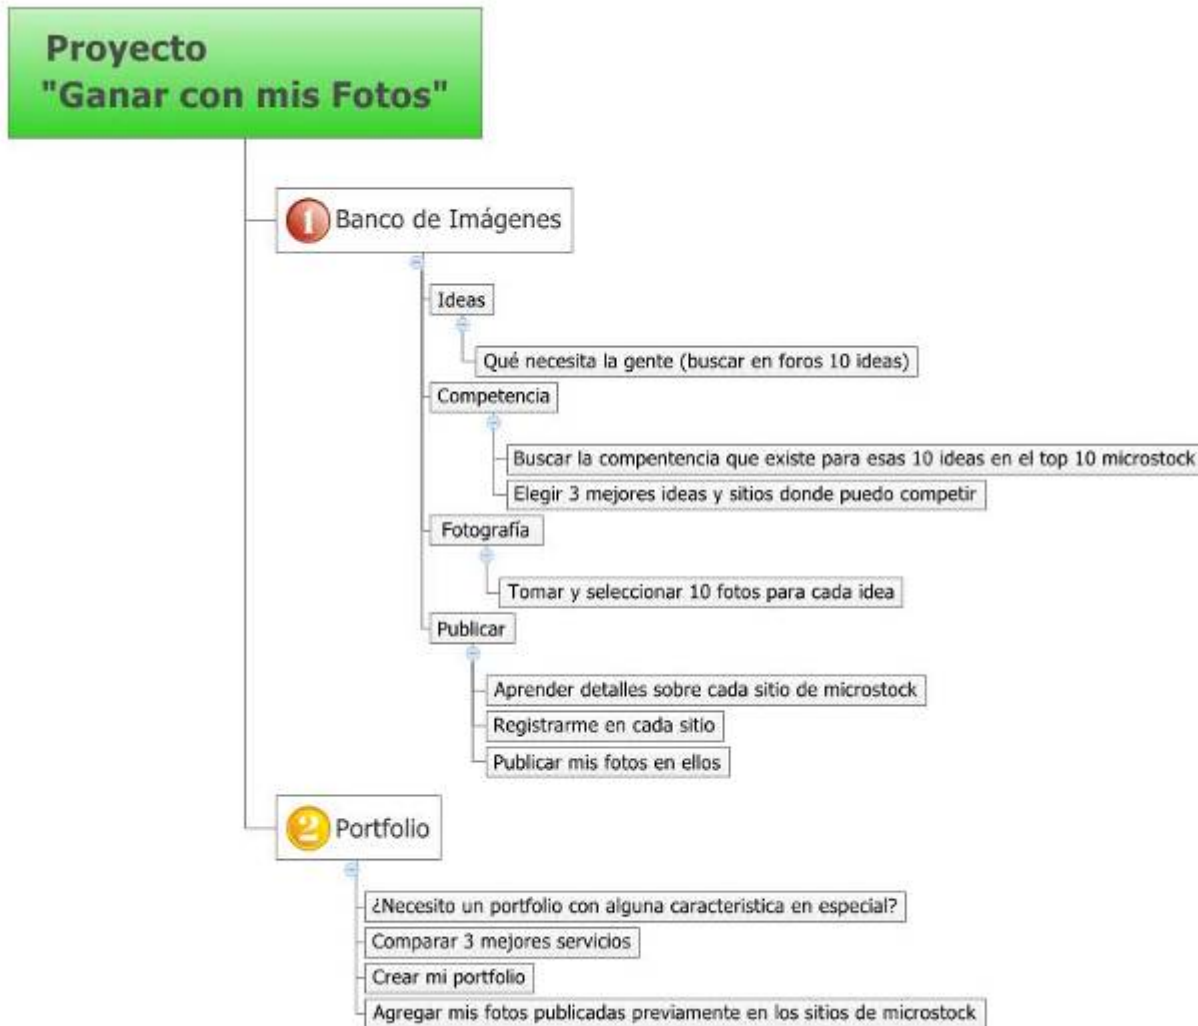 Proyecto
"Ganar con mis Fotos"
1 Banco de Imágenes
Ideas
Qué necesita la gente (buscar en foros 10 ideas)
Competencia
Buscar la compentencia que existe para esas 10 ideas en el top 10 microstock
Elegir 3 mejores ideas y sitios donde puedo competir
Fotografía
Tomar y seleccionar 10 fotos para cada idea
Publicar
Aprender detalles sobre cada sitio de microstock
Registrarme en cada sitio
Publicar mis fotos en ellos
2 Portfolio
¿Necesito un portfolio con alguna caracteristica en especial?
Comparar 3 mejores servicios
Crear mi portfolio
Agregar mis fotos publicadas previamente en los sitios de microstock